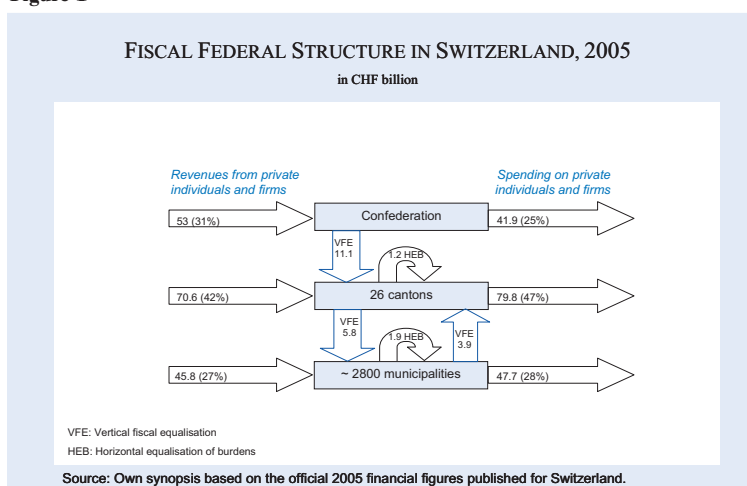 FISCAL FEDERAL STRUCTURE IN SWITZERLAND, 2005
in CHF billion
Revenues from private
individuals and firms
Spending on private
individuals and firms
53 (31%)
Confederation
41.9 (25%)
VFE
11.1
1.2 HEB
70.6 (42%)
26 cantons
79.8 (47%)
VFE
5.8
1.9 HEB
VFE
3.9
45.8 (27%)
~ 2800 municipalities
47.7 (28%)
VFE: Vertical fiscal equalisation
HEB: Horizontal equalisation of burdens
Source: Own synopsis based on the official 2005 financial figures published for Switzerland.